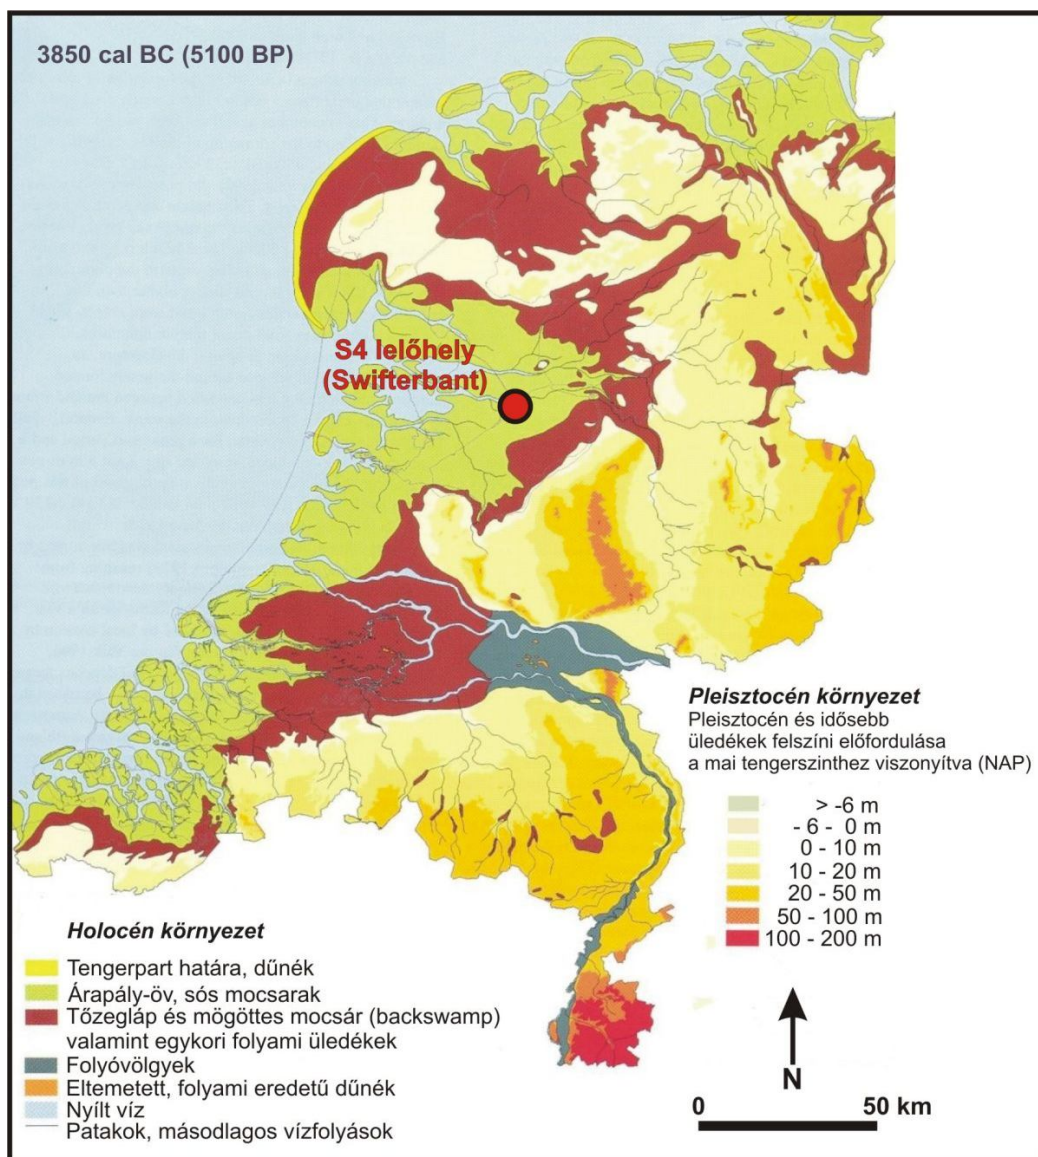 3850 cal BC (5100 BP)
S4 lelőhely
(Swifterbant)
Pleisztocén környezet
Pleisztocén és idősebb
üledékek felszíni előfordulása
a mai tengerszinthez viszonyítva (NAP)
> -6 m
- 6 - 0 m
0 - 10 m
10 - 20 m
20 - 50 m
50 - 100 m
100 - 200 m
Holocén környezet
Tengerpart határa, dűnék
Árapály-öv, sós mocsarak
Tőzegláp és mögöttes mocsár (backswamp)
valamint egykori folyami üledékek
Folyóvölgyek
Eltemetett, folyami eredetű dűnék
Nyílt víz
Patakok, másodlagos vízfolyások
N
0 50 km